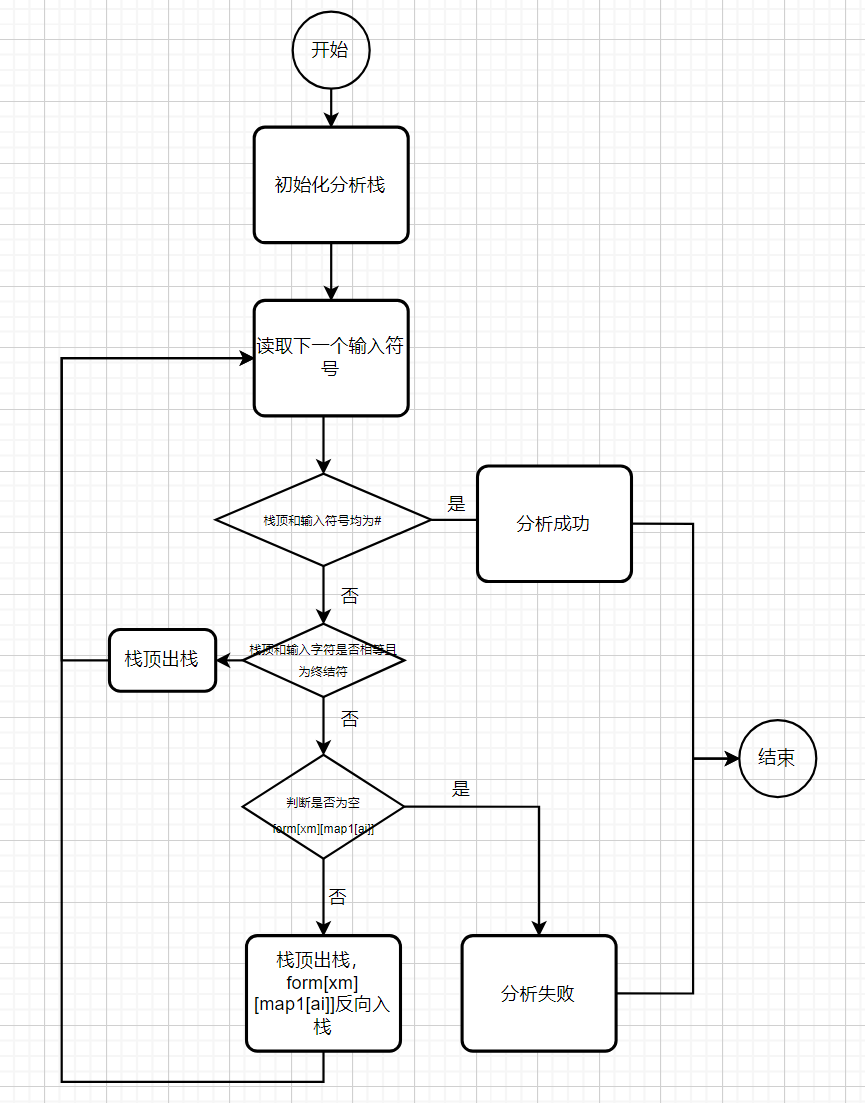 开始
初始化分析栈
读取下一个输入符
号
栈顶和输入符号均为#
是
分析成功
否
栈顶和输入字符是否相等且
为终结符
栈顶出栈
否
结束
判断是否为空
form[xm][map1[ai]]
是
否
栈顶出栈，
form[xm]
[map1[ai]]反向入
栈
分析失败